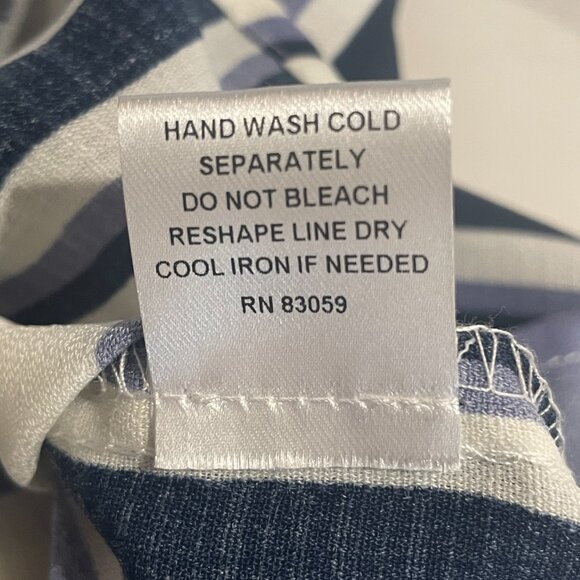 HAND WASH COLD
SEPARATELY
DO NOT BLEACH
RESHAPE LINE DRY
COOL IRON IF NEEDED
RN 83059